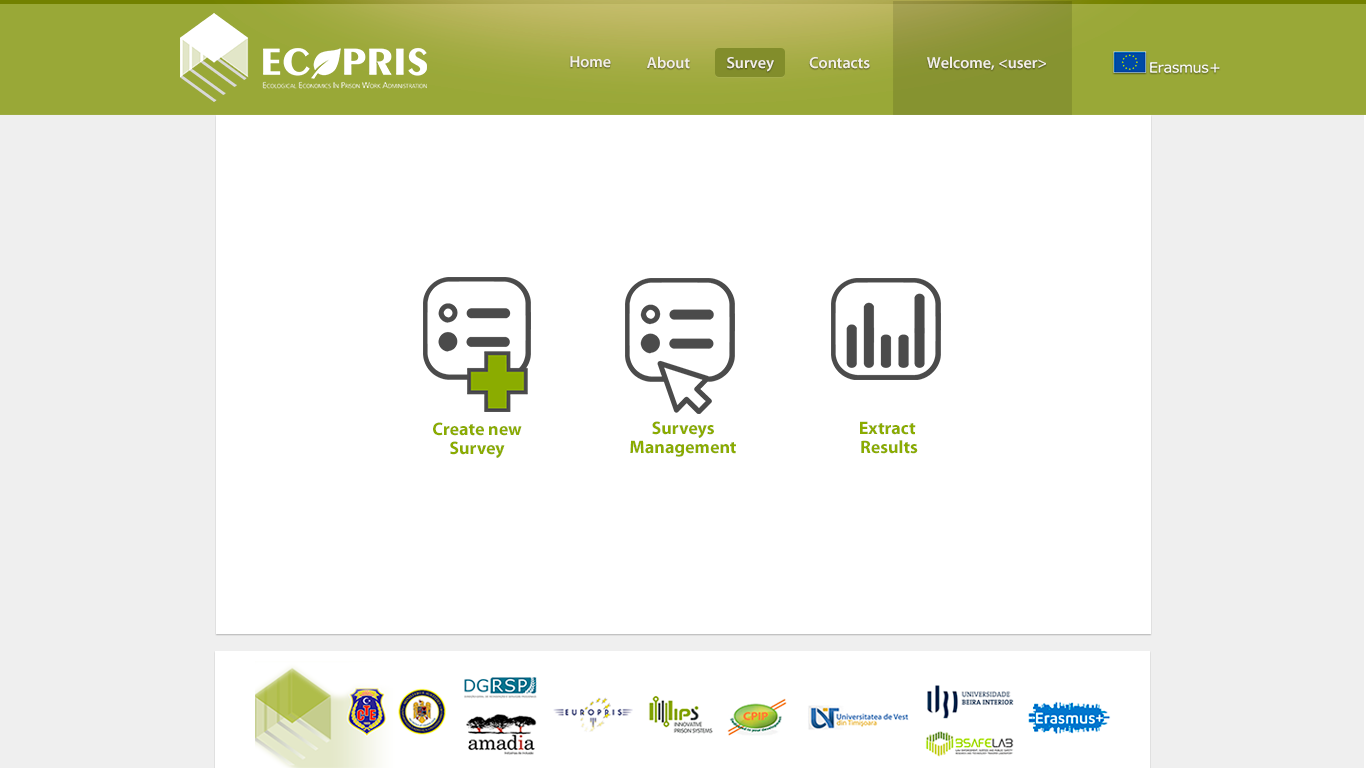 ECOPRIS
Ecological Economics In Prison Work Administration
Home
About
Survey
Contacts
Welcome, <user>
Erasmus+
Create new
Survey
Surveys
Management
Extract
Results
CTE
DGRSP
amadia
EUROPRIS
IPS
INNOVATIVE
PRISON SYSTEMS
CPIP
Universitatea de Vest
din Timișoara
UNIVERSIDADE
BEIRA INTERIOR
BSAFELAB
Erasmus+